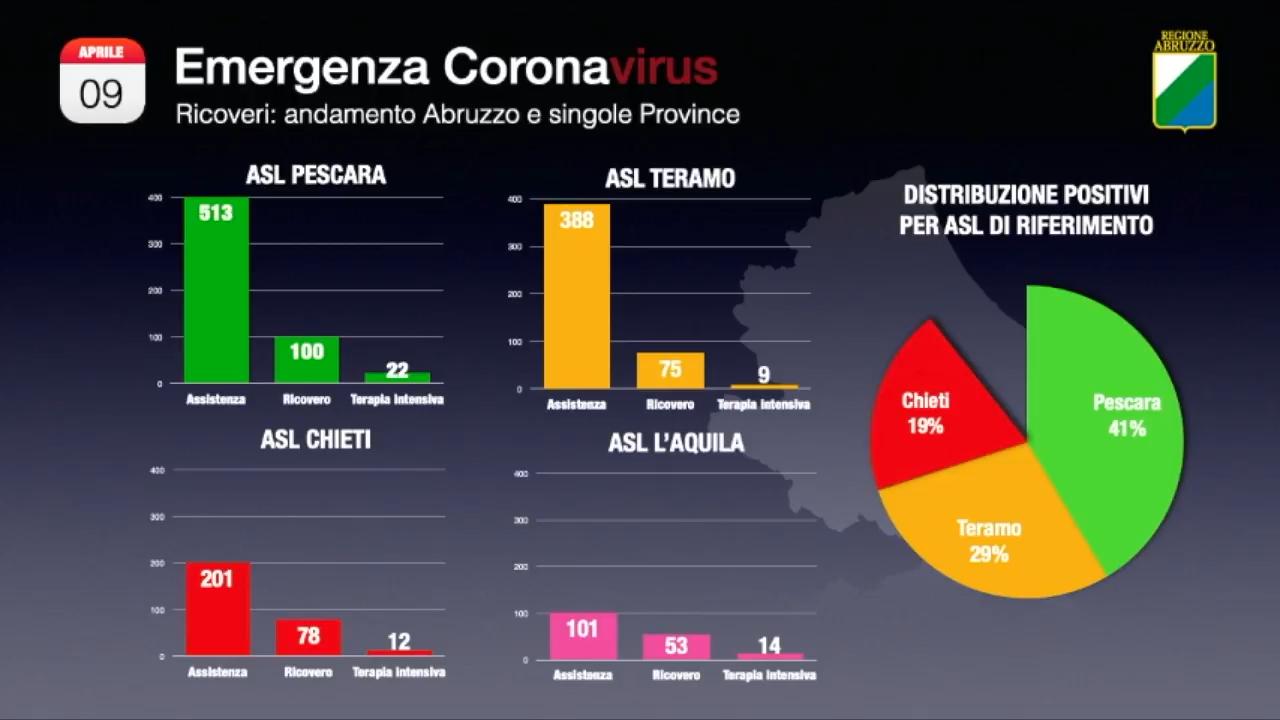 APRILE
09
Emergenza Coronavirus
Ricoveri: andamento Abruzzo e singole Province
REGIONE
ABRUZZO
ASL PESCARA
400
300
200
100
0
513
100
22
Assistenza
Ricovero
Terapia Intensiva
ASL TERAMO
400
300
200
100
0
388
75
9
Assistenza
Ricovero
Terapia Intensiva
ASL CHIETI
400
300
200
100
0
201
78
12
Assistenza
Ricovero
Terapia Intensiva
ASL L'AQUILA
400
300
200
100
0
101
53
14
Assistenza
Ricovero
Terapia Intensiva
DISTRIBUZIONE POSITIVI
PER ASL DI RIFERIMENTO
Pescara
41%
Chieti
19%
Teramo
29%